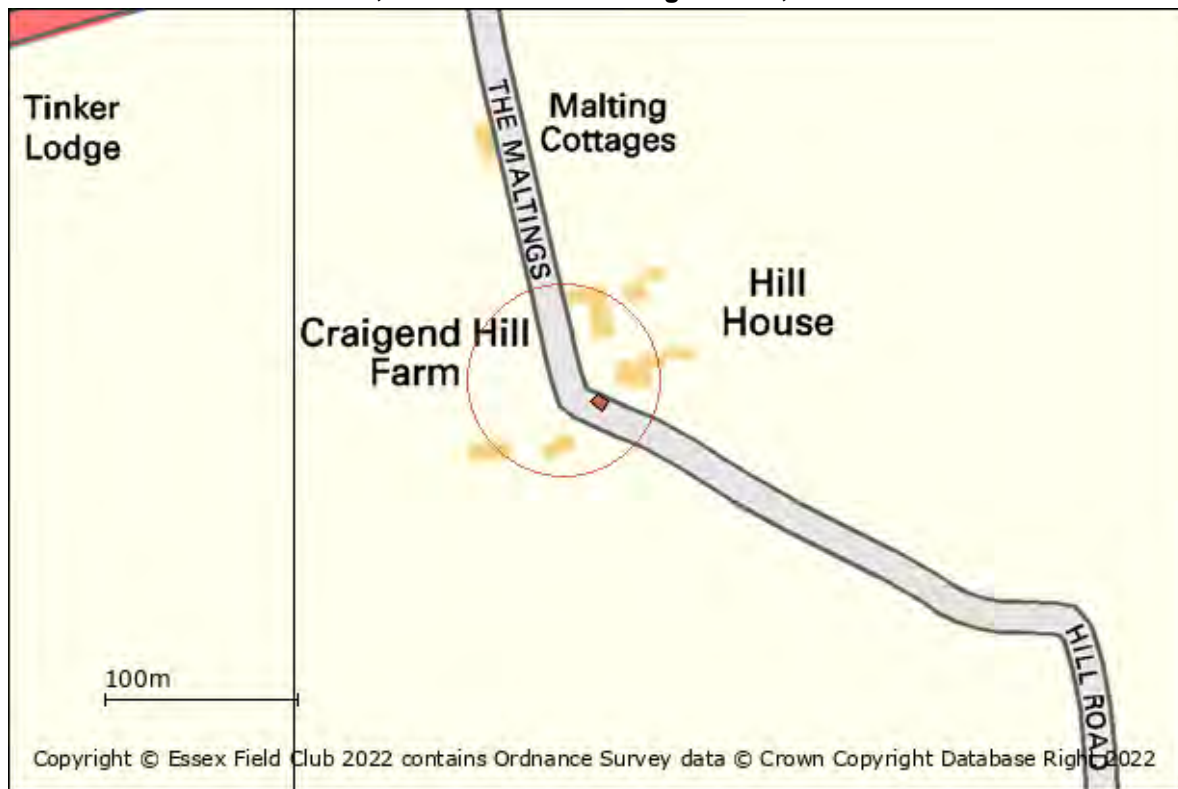 Tinker
Lodge
THE MALTINGS
Malting
Cottages
Hill
House
Craigend Hill
Farm
HILL ROAD
100m
Copyright © Essex Field Club 2022 contains Ordnance Survey data © Crown Copyright Database Right 2022